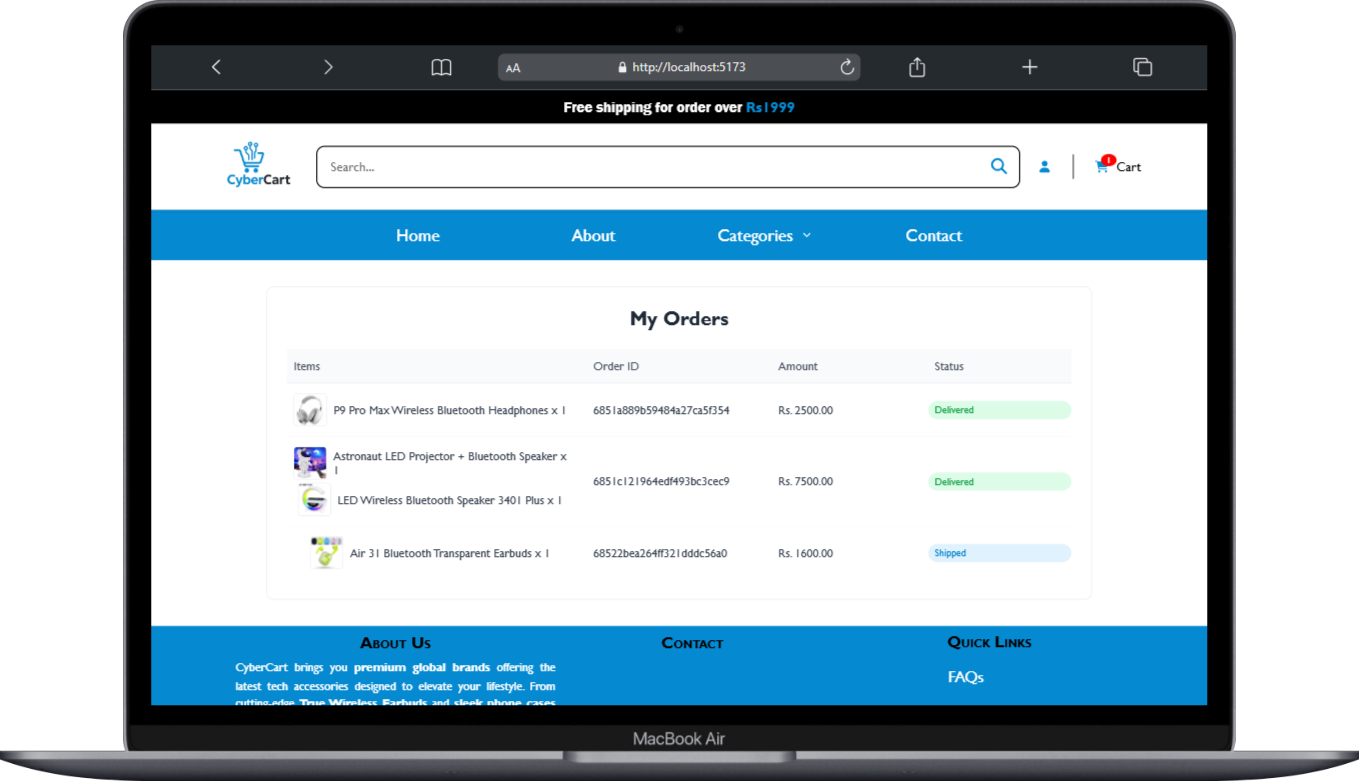 AA
http://localhost:5173
Free shipping for order over Rs1999
CyberCart
Search...
1
Cart
Home
About
Categories
Contact
My Orders
Items Order ID Amount Status
P9 Pro Max Wireless Bluetooth Headphones x 1 6851a889b59484a27ca5f354 Rs. 2500.00 Delivered
Astronaut LED Projector + Bluetooth Speaker x
1
6851c121964edf493bc3cec9 Rs. 7500.00 Delivered
LED Wireless Bluetooth Speaker 3401 Plus x 1
Air 31 Bluetooth Transparent Earbuds x 1 68522bea264ff321dddc56a0 Rs. 1600.00 Shipped
About Us
CyberCart brings you premium global brands offering the
latest tech accessories designed to elevate your lifestyle. From
cutting-edge True Wireless Earbuds and sleek phone cases
Contact
Quick Links
FAQs
MacBook Air